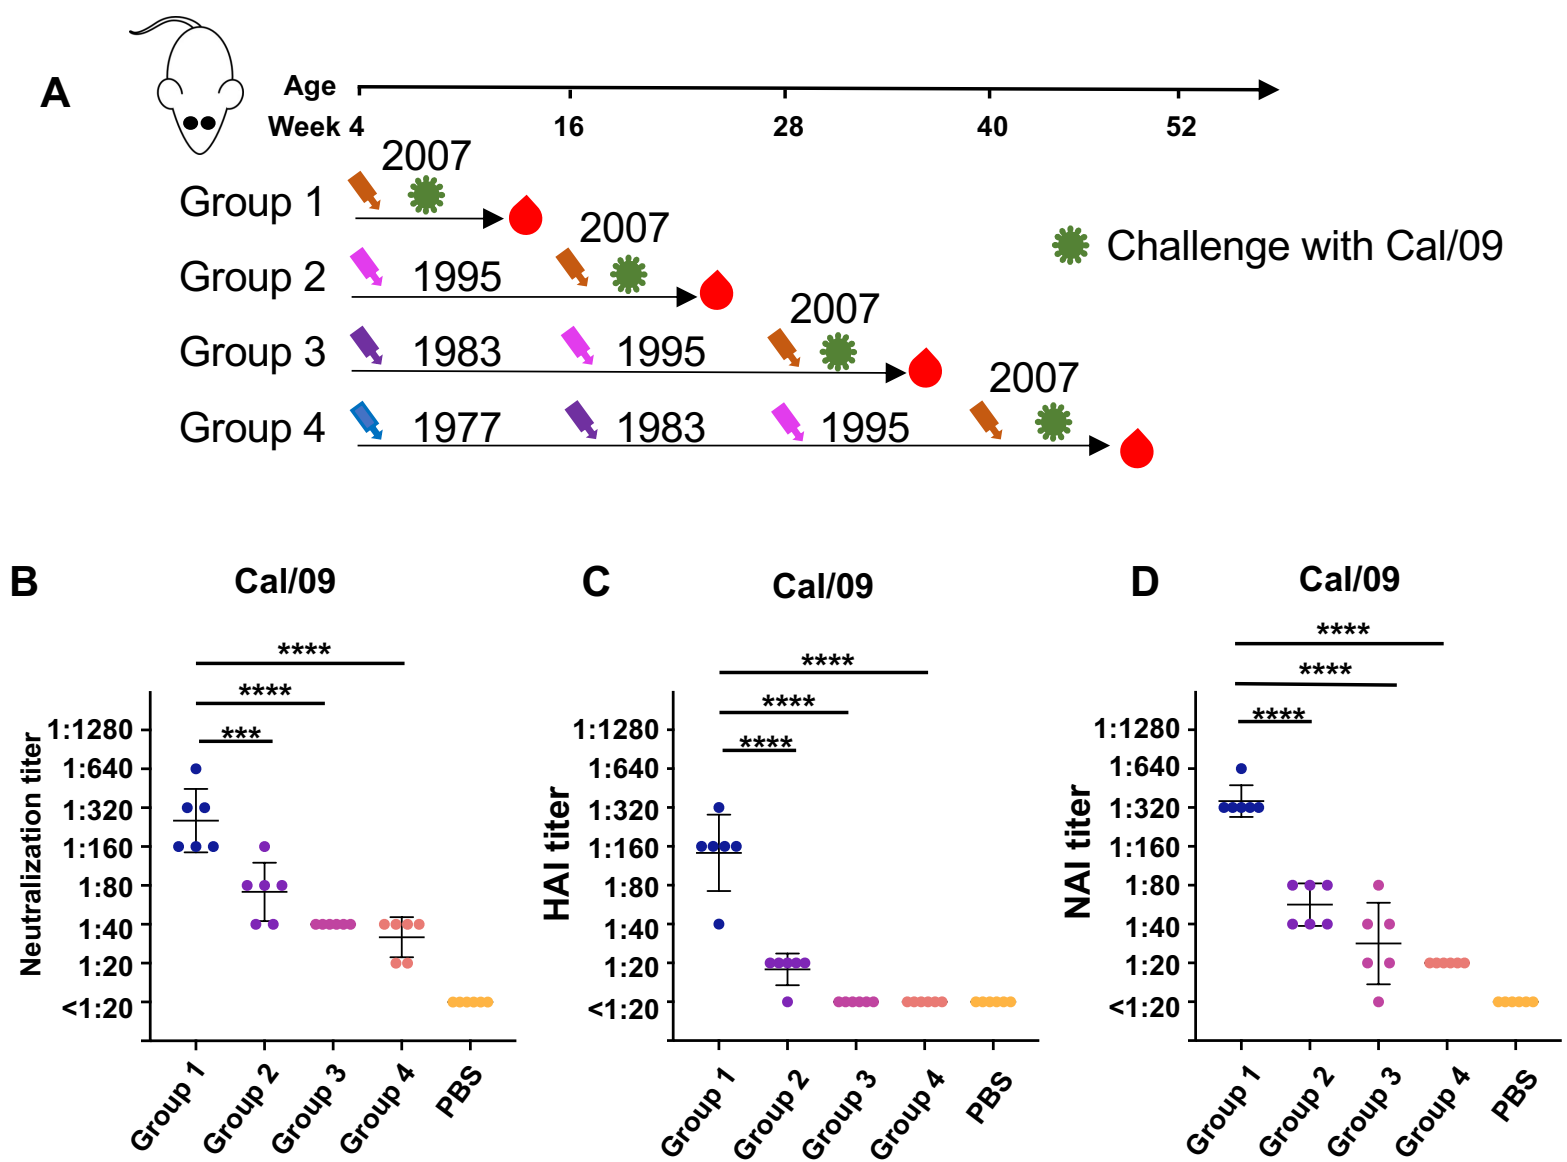 A
Age
Week 4 16 28 40 52
2007
Group 1
2007
Challenge with Cal/09
Group 2 1995
2007
Group 3 1983 1995
2007
Group 4 1977 1983 1995
B Cal/09
****
****
***
Neutralization titer
1:1280
1:640
1:320
1:160
1:80
1:40
1:20
<1:20
Group 1 Group 2 Group 3 Group 4 PBS
C Cal/09
****
****
****
HAI titer
1:1280
1:640
1:320
1:160
1:80
1:40
1:20
<1:20
Group 1 Group 2 Group 3 Group 4 PBS
D Cal/09
****
****
****
NAI titer
1:1280
1:640
1:320
1:160
1:80
1:40
1:20
<1:20
Group 1 Group 2 Group 3 Group 4 PBS